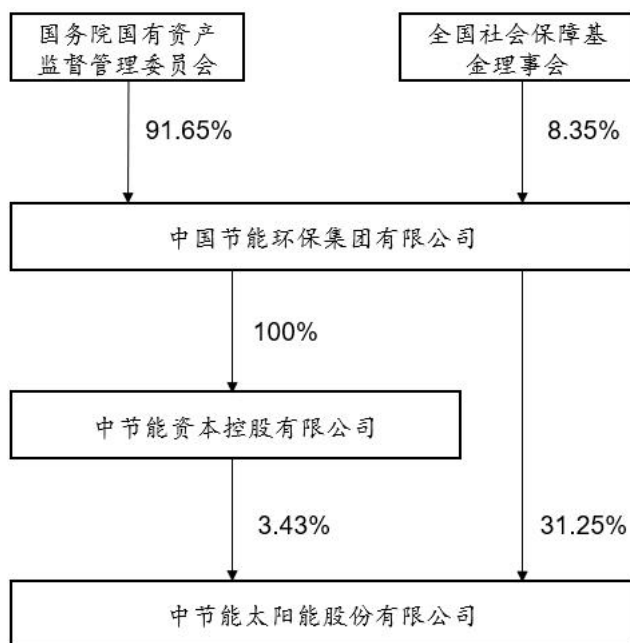 国务院国有资产
监督管理委员会
全国社会保障基
金理事会
91.65%
8.35%
中国节能环保集团有限公司
100%
中节能资本控股有限公司
3.43%
31.25%
中节能太阳能股份有限公司